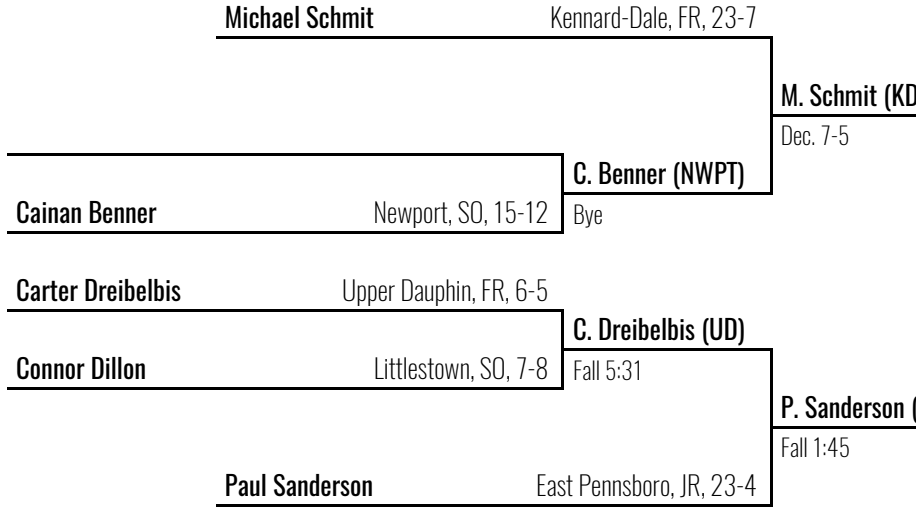 Michael Schmit Kennard-Dale, FR, 23-7
M. Schmit (KD
Dec. 7-5
C. Benner (NWPT)
Cainan Benner Newport, SO, 15-12
Bye
Carter Dreibelbis Upper Dauphin, FR, 6-5
C. Dreibelbis (UD)
Connor Dillon Littlestown, SO, 7-8
Fall 5:31
P. Sanderson (
Fall 1:45
Paul Sanderson East Pennsboro, JR, 23-4